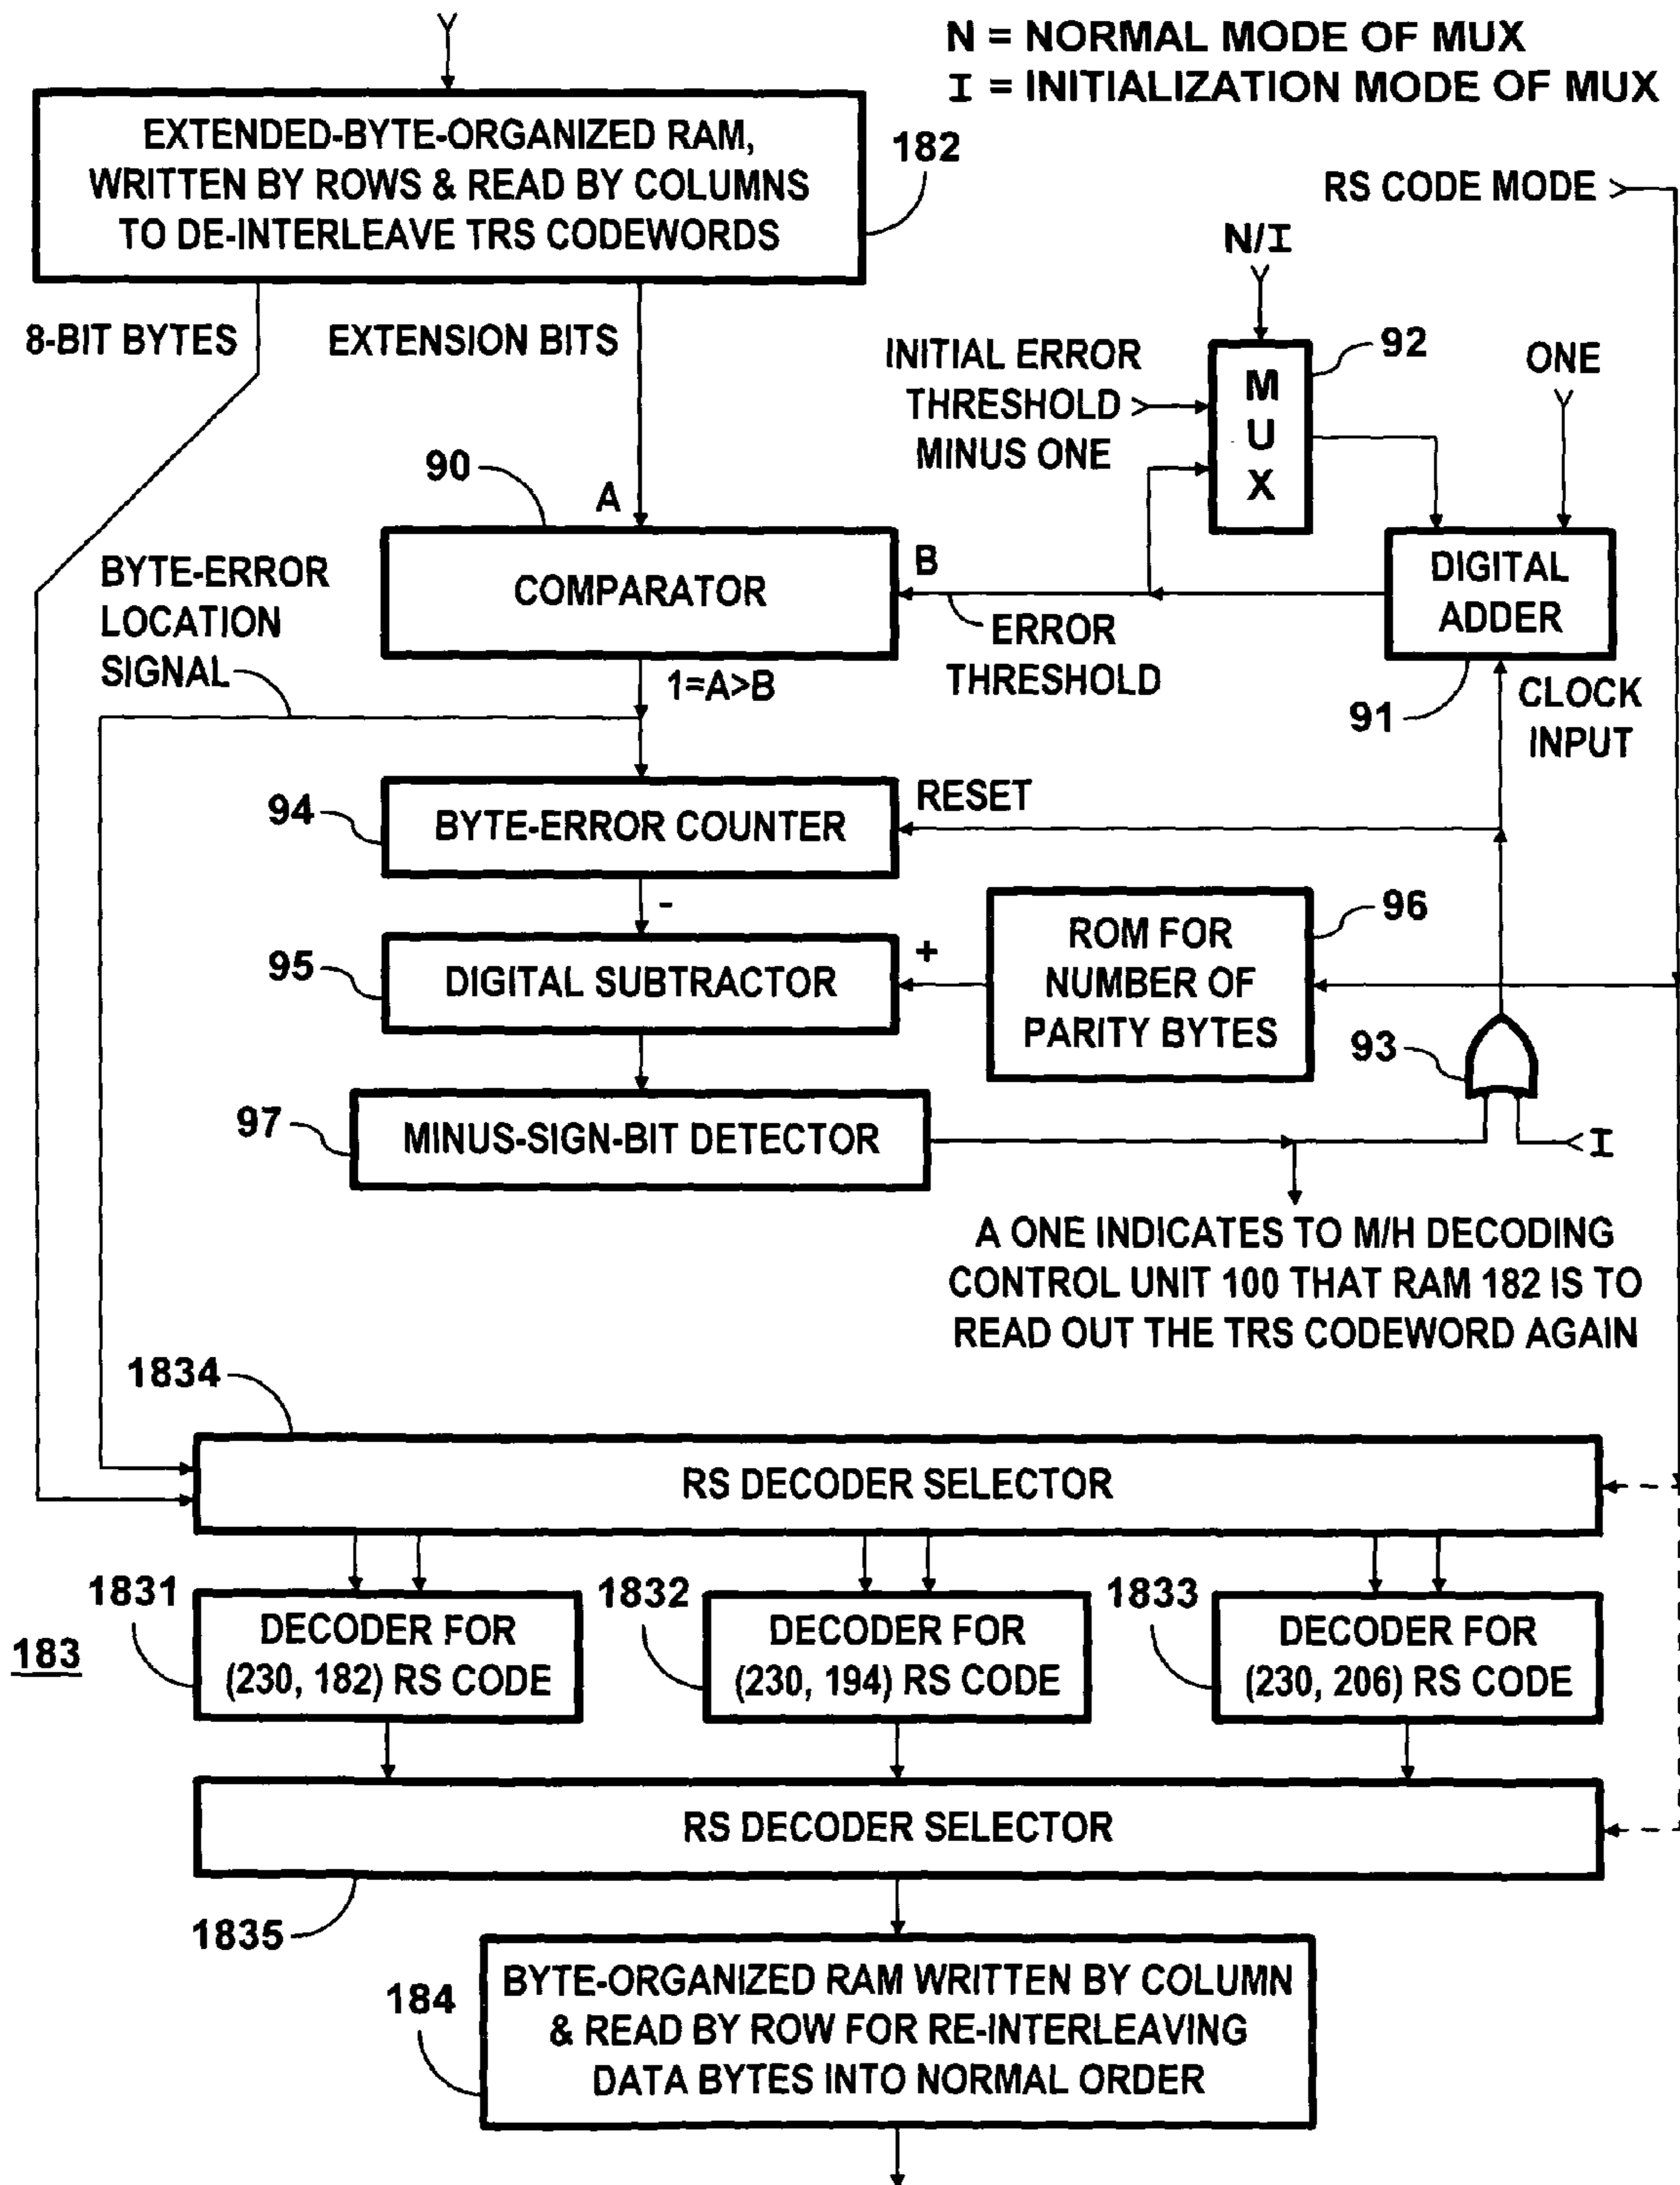 N = NORMAL MODE OF MUX
I = INITIALIZATION MODE OF MUX
EXTENDED-BYTE-ORGANIZED RAM,
WRITTEN BY ROWS & READ BY COLUMNS
TO DE-INTERLEAVE TRS CODEWORDS
182
RS CODE MODE
N/I
8-BIT BYTES
EXTENSION BITS
INITIAL ERROR
THRESHOLD
MINUS ONE
M
U
X
92
ONE
90
A
COMPARATOR
B
ERROR
THRESHOLD
DIGITAL
ADDER
91
CLOCK
INPUT
BYTE-ERROR
LOCATION
SIGNAL
1=A>B
94
BYTE-ERROR COUNTER
RESET
-
95
DIGITAL SUBTRACTOR
+
ROM FOR
NUMBER OF
PARITY BYTES
96
93
97
MINUS-SIGN-BIT DETECTOR
I
A ONE INDICATES TO M/H DECODING
CONTROL UNIT 100 THAT RAM 182 IS TO
READ OUT THE TRS CODEWORD AGAIN
1834
RS DECODER SELECTOR
183
1831
DECODER FOR
(230, 182) RS CODE
1832
DECODER FOR
(230, 194) RS CODE
1833
DECODER FOR
(230, 206) RS CODE
RS DECODER SELECTOR
1835
184
BYTE-ORGANIZED RAM WRITTEN BY COLUMN
& READ BY ROW FOR RE-INTERLEAVING
DATA BYTES INTO NORMAL ORDER